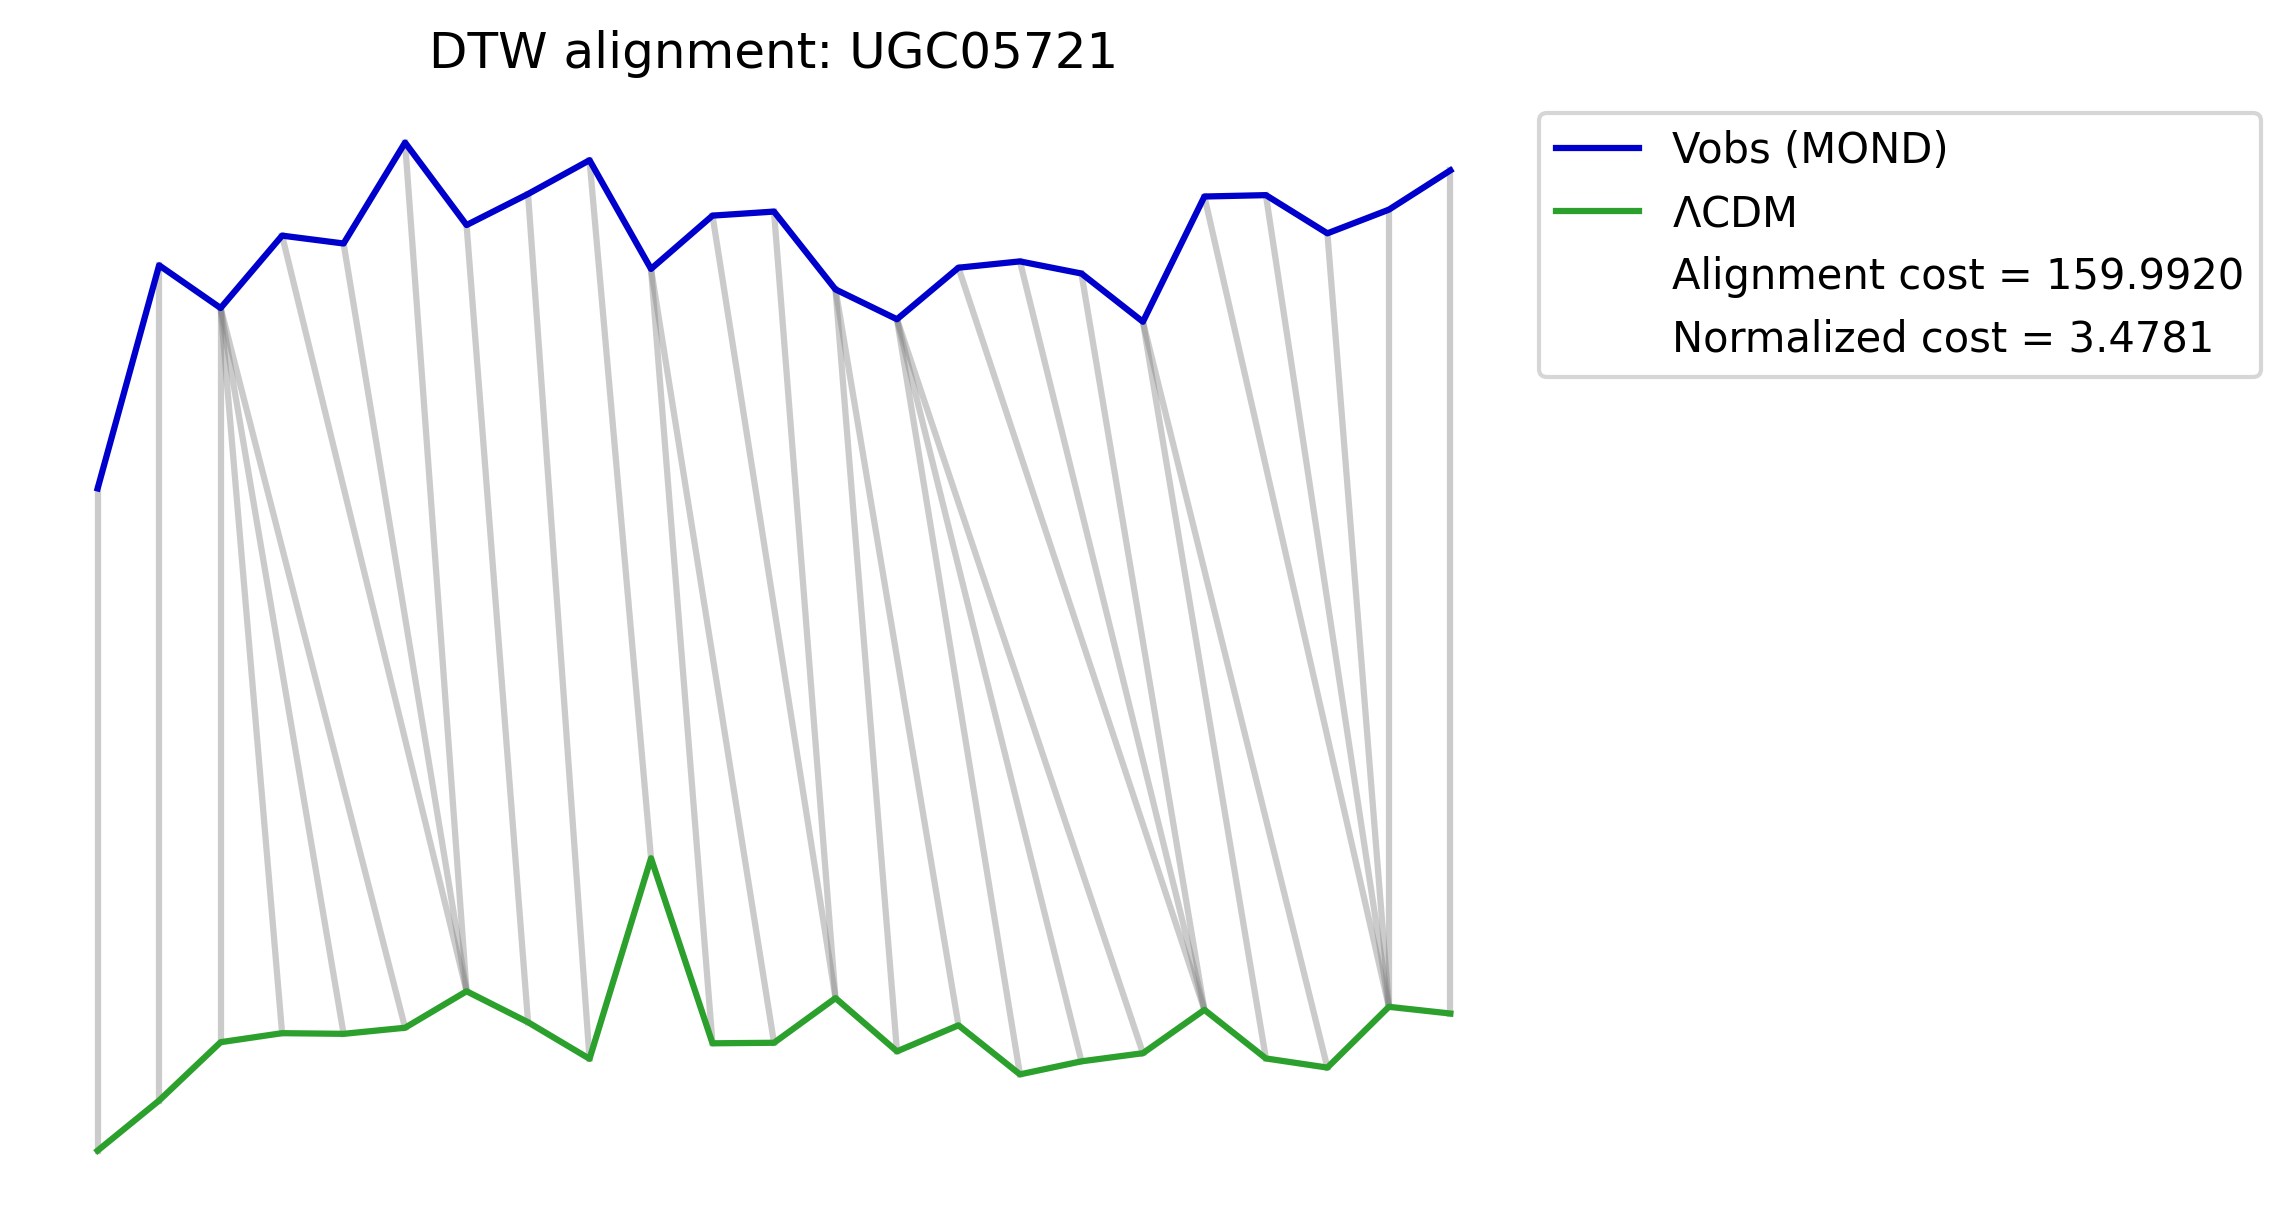 DTW alignment: UGC05721
Vobs (MOND)
ΛCDM
Alignment cost = 159.9920
Normalized cost = 3.4781